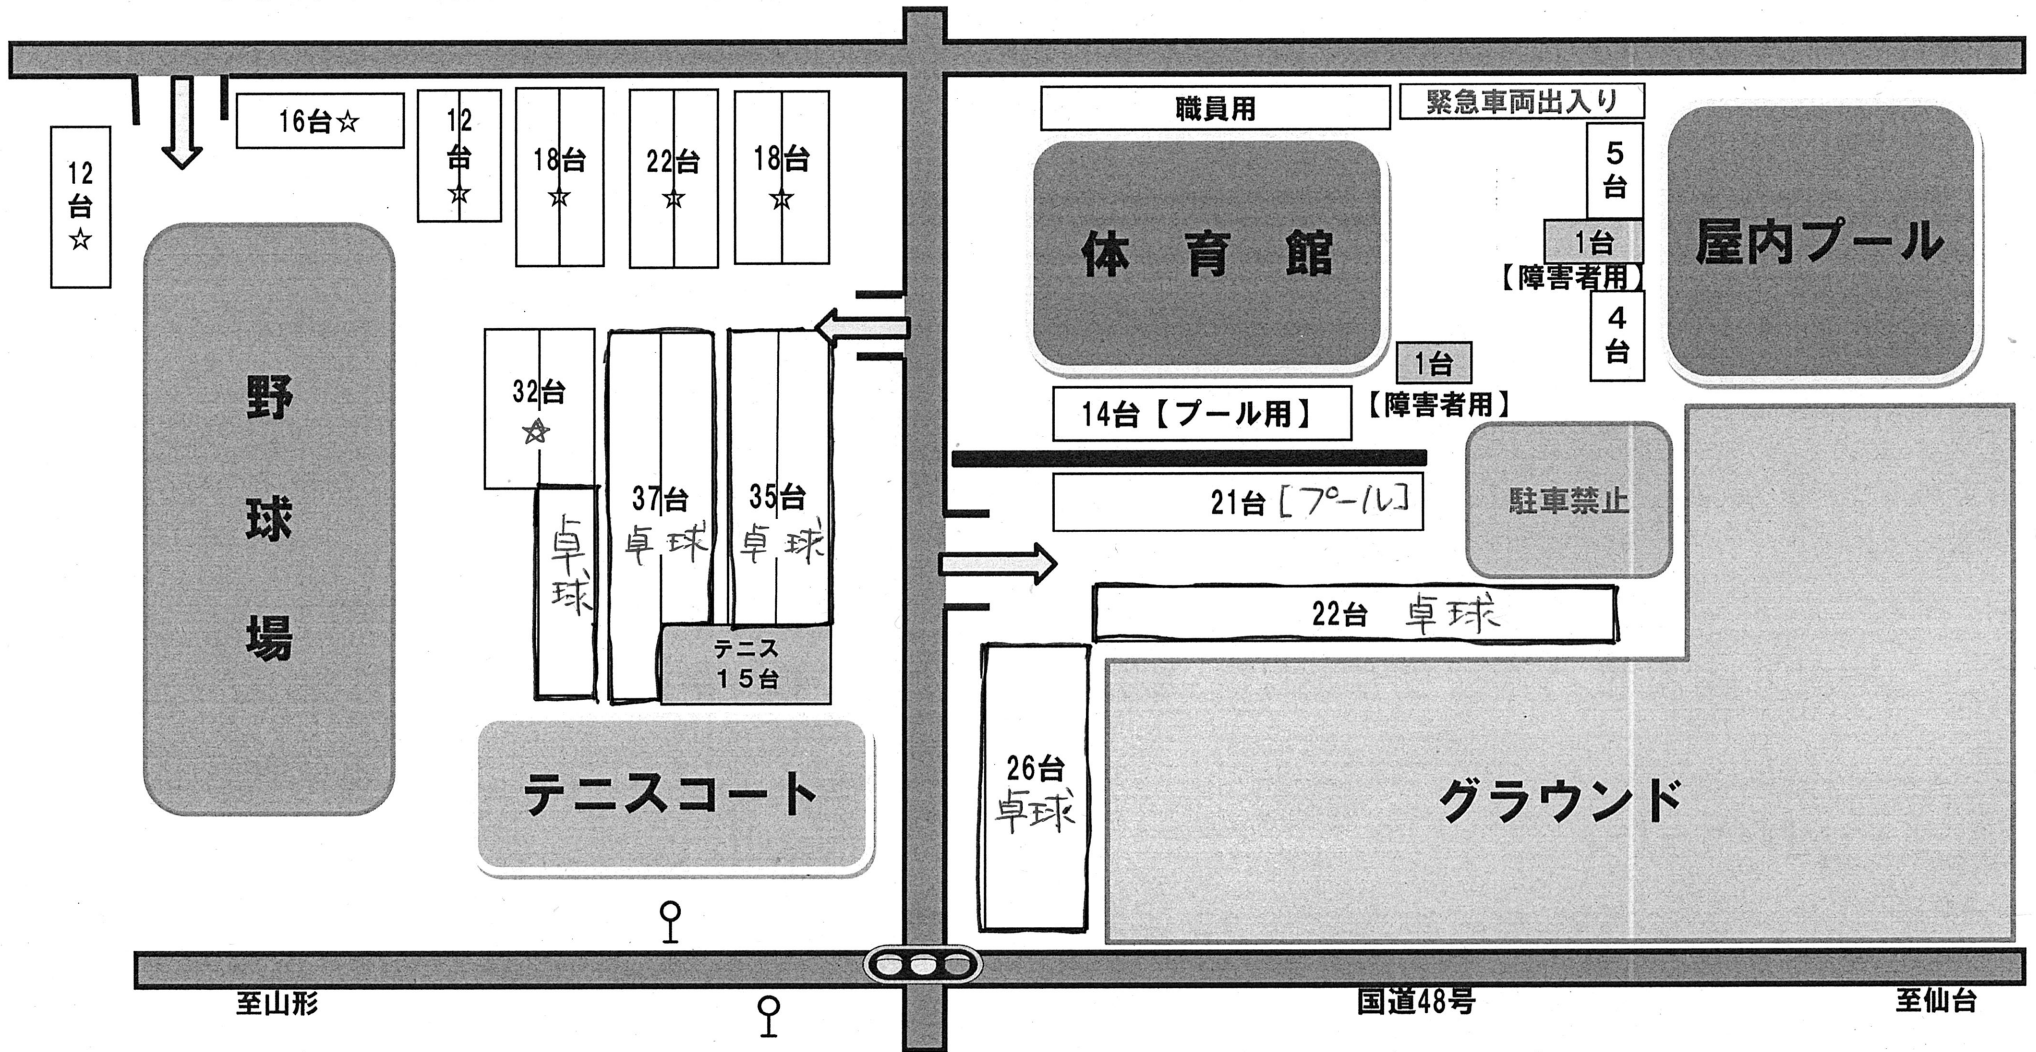 16台☆
12
台
☆
12
台
☆
18台
☆
22台
☆
18台
☆
職員用
緊急車両出入り
5
台
1台
【障害者用】
4
台
体育館
屋内プール
1台
【障害者用】
14台【プール用】
21台［プール］
駐車禁止
野
球
場
32台
☆
卓
球
37台
卓球
35台
卓球
テニス
15台
22台 卓球
26台
卓球
テニスコート
グラウンド
至山形
国道48号
至仙台